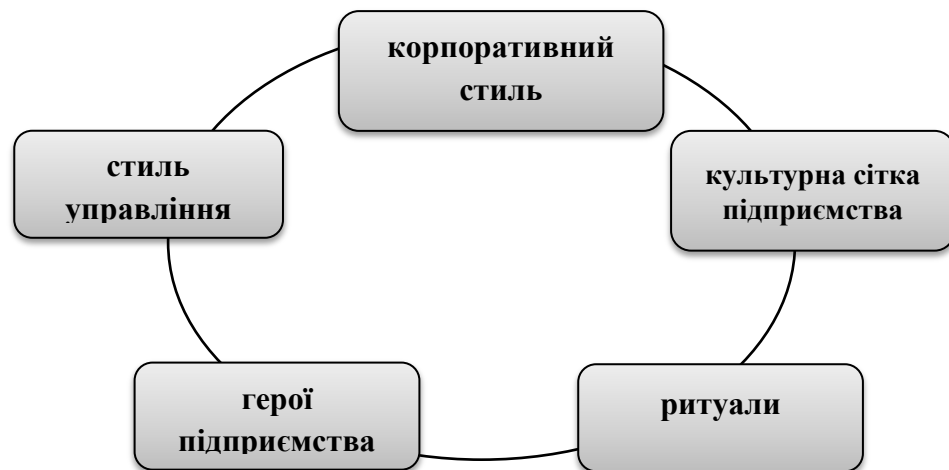 корпоративний
стиль
стиль
управління
культурна сітка
підприємства
герої
підприємства
ритуали